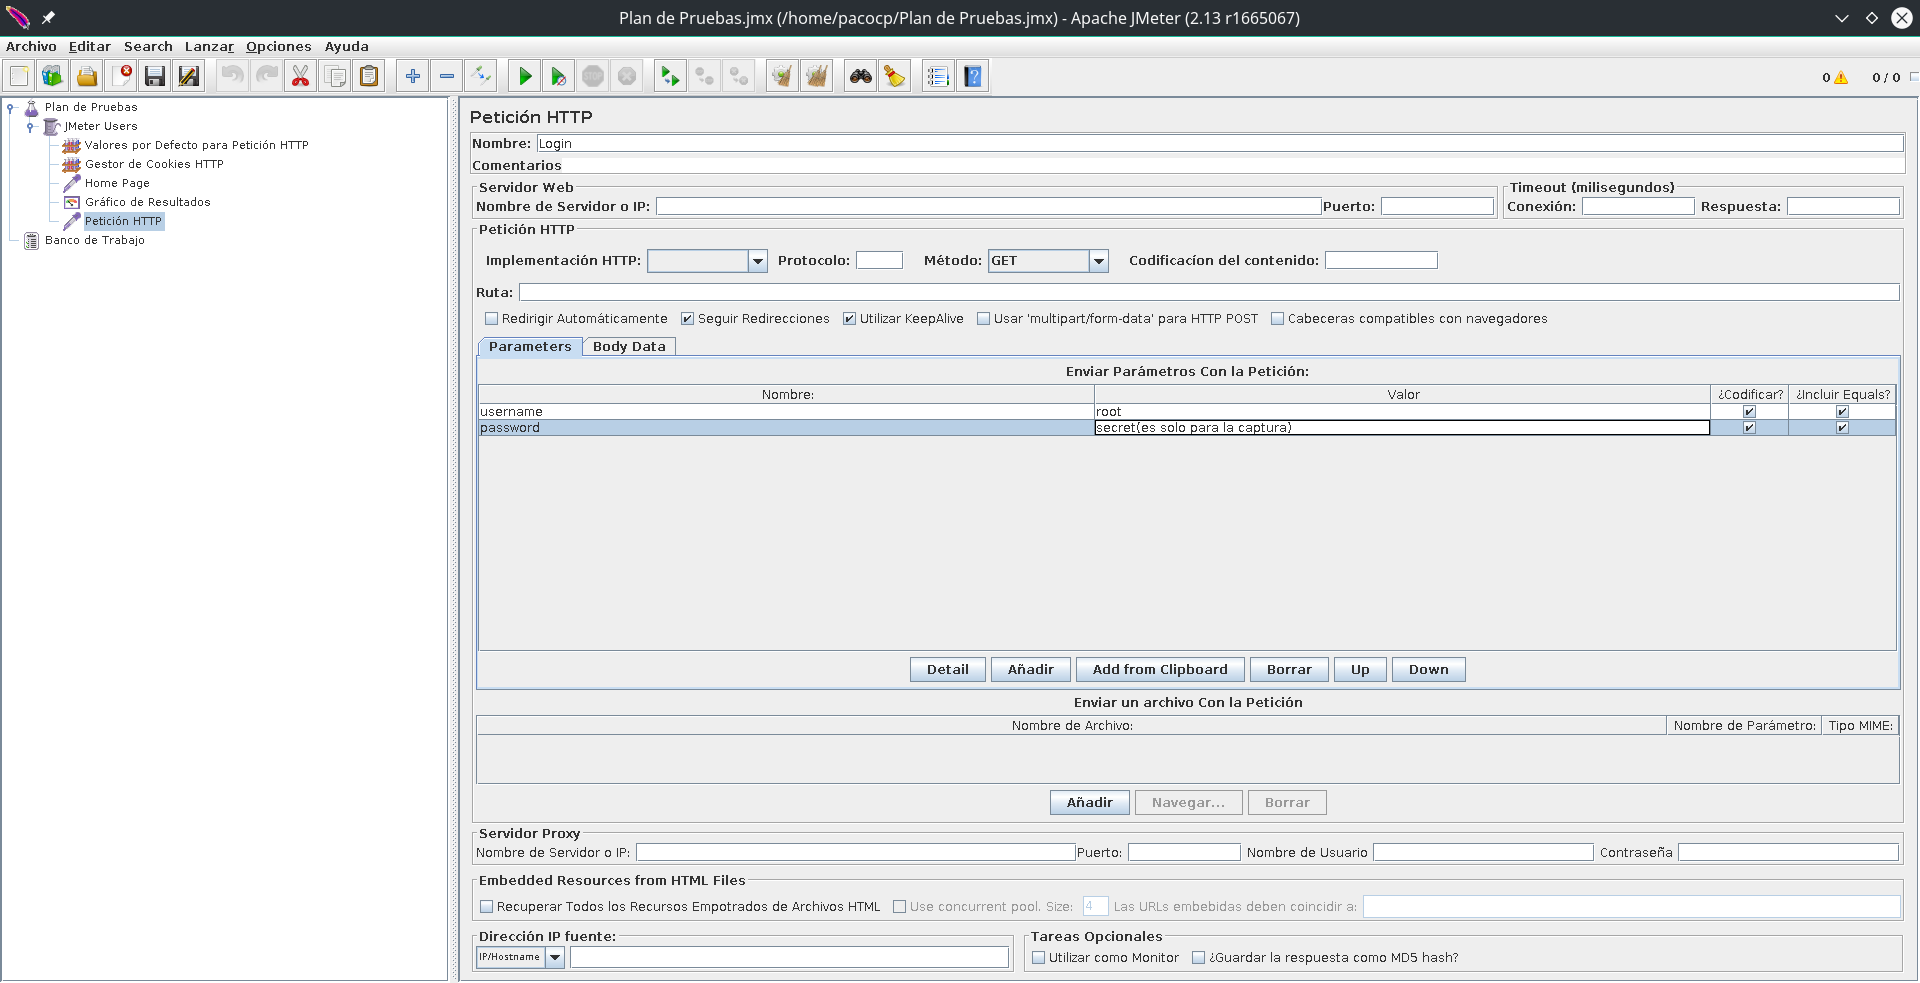 Plan de Pruebas.jmx (/home/pacocp/Plan de Pruebas.jmx) - Apache JMeter (2.13 r1665067)
Archivo Editar Search Lanzar Opciones Ayuda
STOP
? 0 0 / 0
Plan de Pruebas
JMeter Users
Valores por Defecto para Petición HTTP
Gestor de Cookies HTTP
Home Page
Gráfico de Resultados
Petición HTTP
Banco de Trabajo
Petición HTTP
Nombre: Login
Comentarios
Servidor Web
Nombre de Servidor o IP: Puerto:
Timeout (milisegundos)
Conexión: Respuesta:
Petición HTTP
Implementación HTTP: Protocolo: Método: GET Codificacíon del contenido:
Ruta:
Redirigir Automáticamente Seguir Redirecciones Utilizar KeepAlive Usar 'multipart/form-data' para HTTP POST Cabeceras compatibles con navegadores
Parameters Body Data
Enviar Parámetros Con la Petición:
Nombre: Valor ¿Codificar? ¿Incluir Equals?
username root
password secret(es solo para la captura)
Detail Añadir Add from Clipboard Borrar Up Down
Enviar un archivo Con la Petición
Nombre de Archivo: Nombre de Parámetro: Tipo MIME:
Añadir Navegar... Borrar
Servidor Proxy
Nombre de Servidor o IP: Puerto: Nombre de Usuario Contraseña
Embedded Resources from HTML Files
Recuperar Todos los Recursos Empotrados de Archivos HTML Use concurrent pool. Size: 4 Las URLs embebidas deben coincidir a:
Dirección IP fuente:
IP/Hostname
Tareas Opcionales
Utilizar como Monitor ¿Guardar la respuesta como MD5 hash?